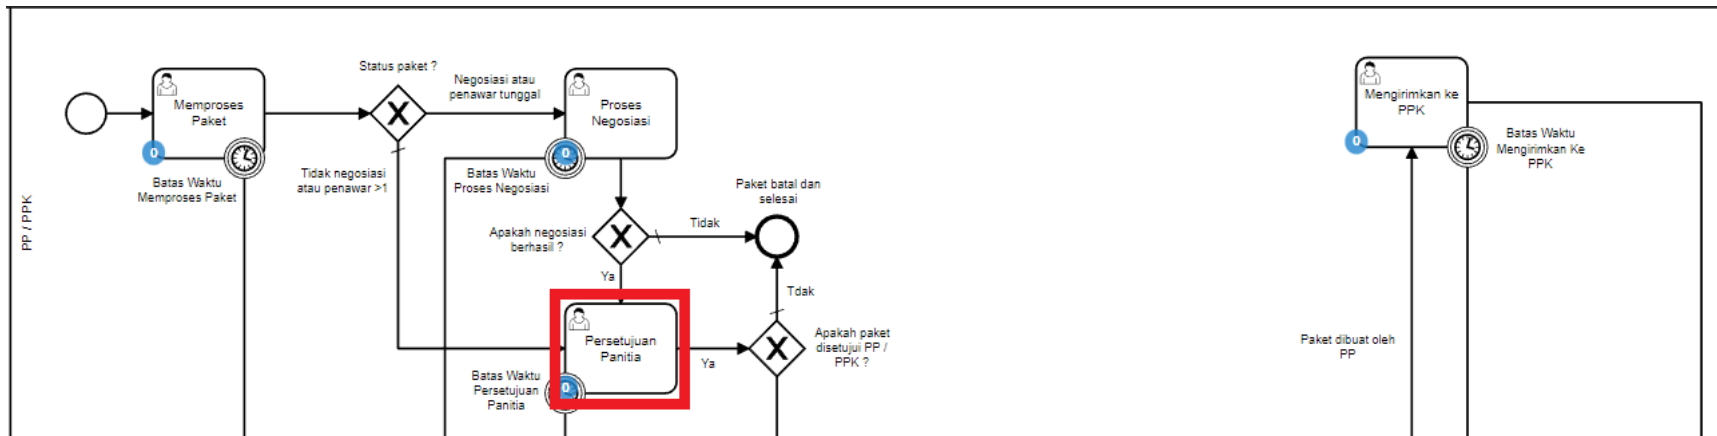 PP / PPK
Memproses
Paket
0
Batas Waktu
Memproses Paket
Status paket ?
Negosiasi atau
penawar tunggal
Tidak negosiasi
atau penawar >1
Proses
Negosiasi
0
Batas Waktu
Proses Negosiasi
Apakah negosiasi
berhasil ?
Tidak
Paket batal dan
selesai
Ya
Persetujuan
Panitia
0
Batas Waktu
Persetujuan
Panitia
Ya
Tdak
Apakah paket
disetujui PP /
PPK ?
Mengirimkan ke
PPK
0
Batas Waktu
Mengirimkan Ke
PPK
Paket dibuat oleh
PP